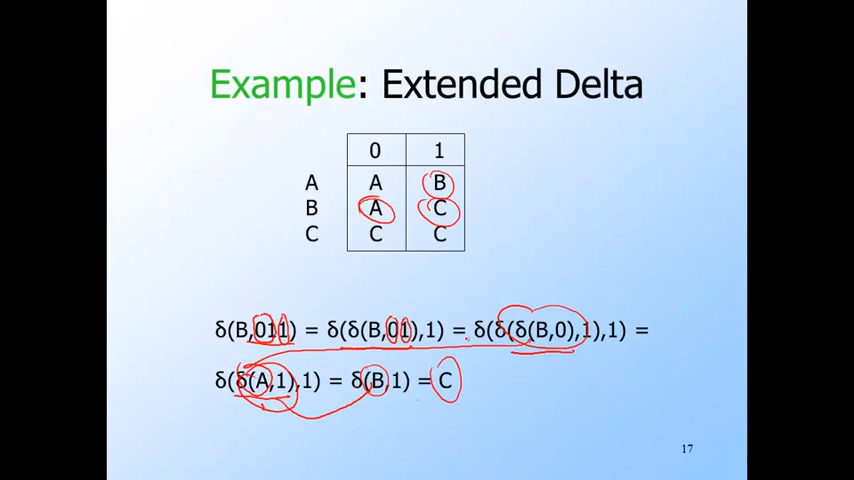 Example: Extended Delta
0 1
A A B
B A C
C C C
δ(B,011) = δ(δ(B,01),1) = δ(δ(δ(B,0),1),1) =
δ(δ(A,1),1) = δ(B,1) = C
17